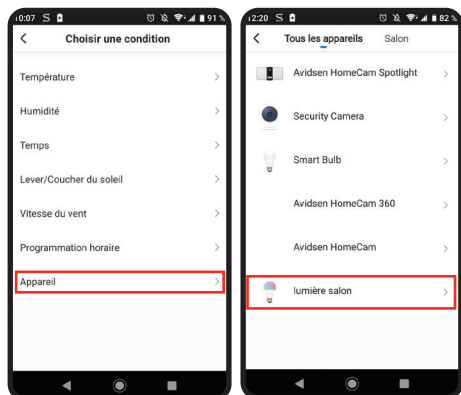 10:07 S 91 %
Choisir une condition
Température
Humidité
Temps
Lever/Coucher du soleil
Vitesse du vent
Programmation horaire
Appareil
12:20 S 82 %
Tous les appareils Salon
Avidsen HomeCam Spotlight
Security Camera
Smart Bulb
Avidsen HomeCam 360
Avidsen HomeCam
lumière salon